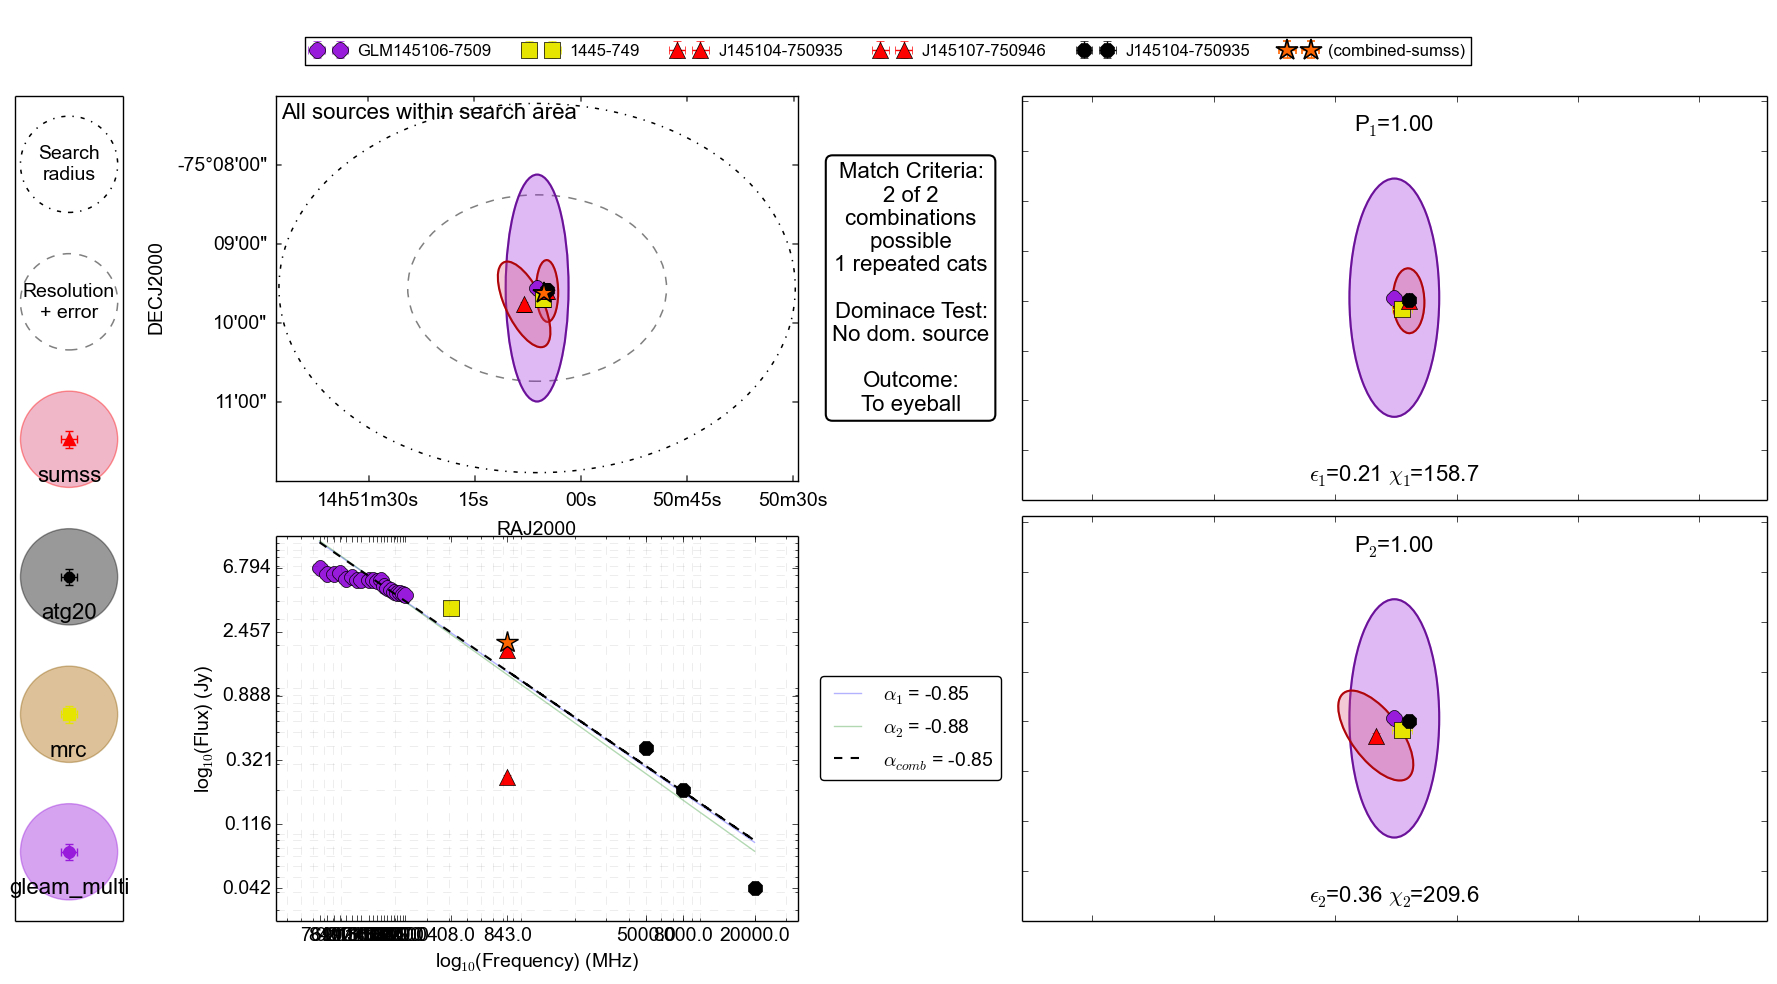 GLM145106-7509 1445-749 J145104-750935 J145107-750946 J145104-750935 (combined-sumss)
Search
radius
Resolution
+ error
sumss
atg20
mrc
gleam_multi
All sources within search area
DECJ2000
-75°08'00"
09'00"
10'00"
11'00"
14h51m30s 15s 00s 50m45s 50m30s
RAJ2000
Match Criteria:
2 of 2
combinations
possible
1 repeated cats
Dominace Test:
No dom. source
Outcome:
To eyeball
P₁=1.00
ϵ₁=0.21 χ₁=158.7
log₁₀(Flux) (Jy)
6.794
2.457
0.888
0.321
0.116
0.042
408.0 843.0 5000.0 8000.0 20000.0
log₁₀(Frequency) (MHz)
α₁ = -0.85
α₂ = -0.88
α_comb = -0.85
P₂=1.00
ϵ₂=0.36 χ₂=209.6